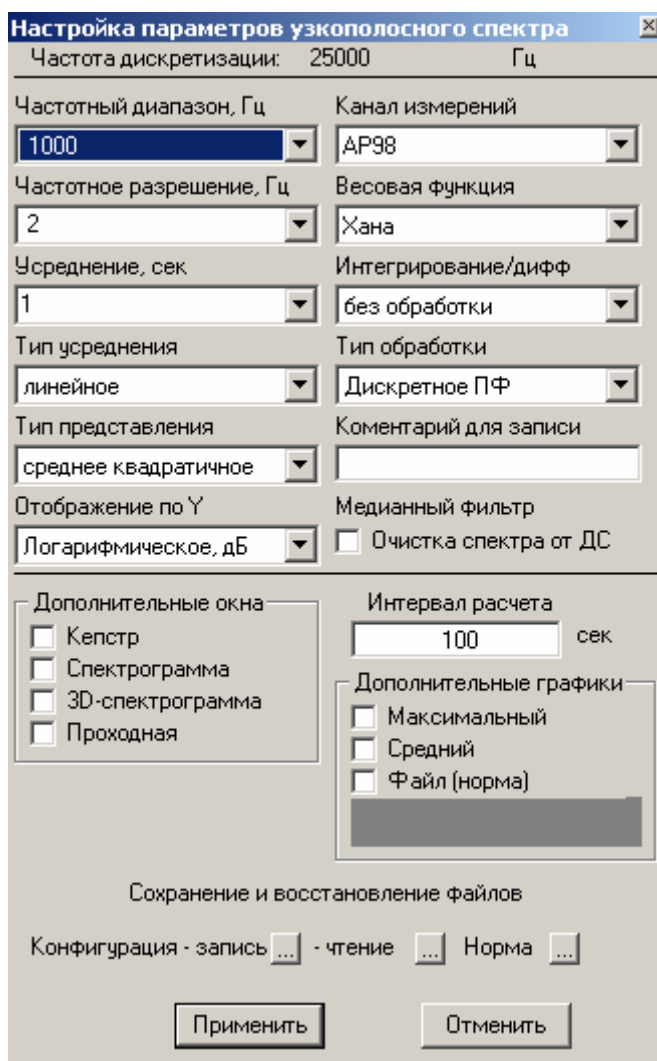 Настройка параметров узкополосного спектра
Частота дискретизации: 25000 Гц
Частотный диапазон, Гц
1000
Канал измерений
AP98
Частотное разрешение, Гц
2
Весовая функция
Хана
Усреднение, сек
1
Интегрирование/дифф
без обработки
Тип усреднения
линейное
Тип обработки
Дискретное ПФ
Тип представления
среднее квадратичное
Коментарий для записи
Отображение по Y
Логарифмическое, дБ
Медианный фильтр
Очистка спектра от ДС
Дополнительные окна
Кепстр
Спектрограмма
3D-спектрограмма
Проходная
Интервал расчета
100 сек
Дополнительные графики
Максимальный
Средний
Файл (норма)
Сохранение и восстановление файлов
Конфигурация - запись ... - чтение ... Норма ...
Применить
Отменить